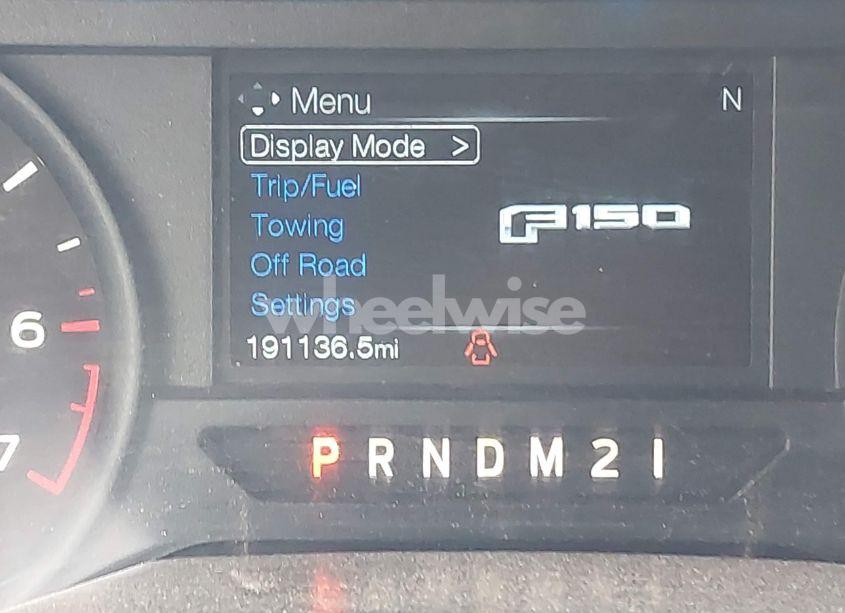 Menu N
Display Mode >
Trip/Fuel
Towing
F150
Off Road
Settings
wheelwise
191136.5mi
6
P R N D M 2 1
7